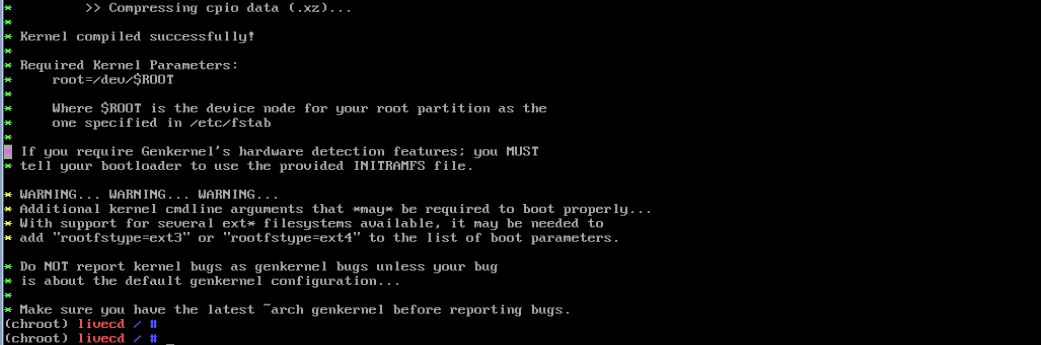 * >> Compressing cpio data (.xz)...
*
* Kernel compiled successfully!
*
* Required Kernel Parameters:
* root=/dev/$ROOT
*
* Where $ROOT is the device node for your root partition as the
* one specified in /etc/fstab
*
* If you require Genkernel's hardware detection features; you MUST
* tell your bootloader to use the provided INITRAMFS file.

* WARNING... WARNING... WARNING...
* Additional kernel cmdline arguments that *may* be required to boot properly...
* With support for several ext* filesystems available, it may be needed to
* add "rootfstype=ext3" or "rootfstype=ext4" to the list of boot parameters.

* Do NOT report kernel bugs as genkernel bugs unless your bug
* is about the default genkernel configuration...
*
* Make sure you have the latest ~arch genkernel before reporting bugs.
(chroot) livecd / #
(chroot) livecd / # _